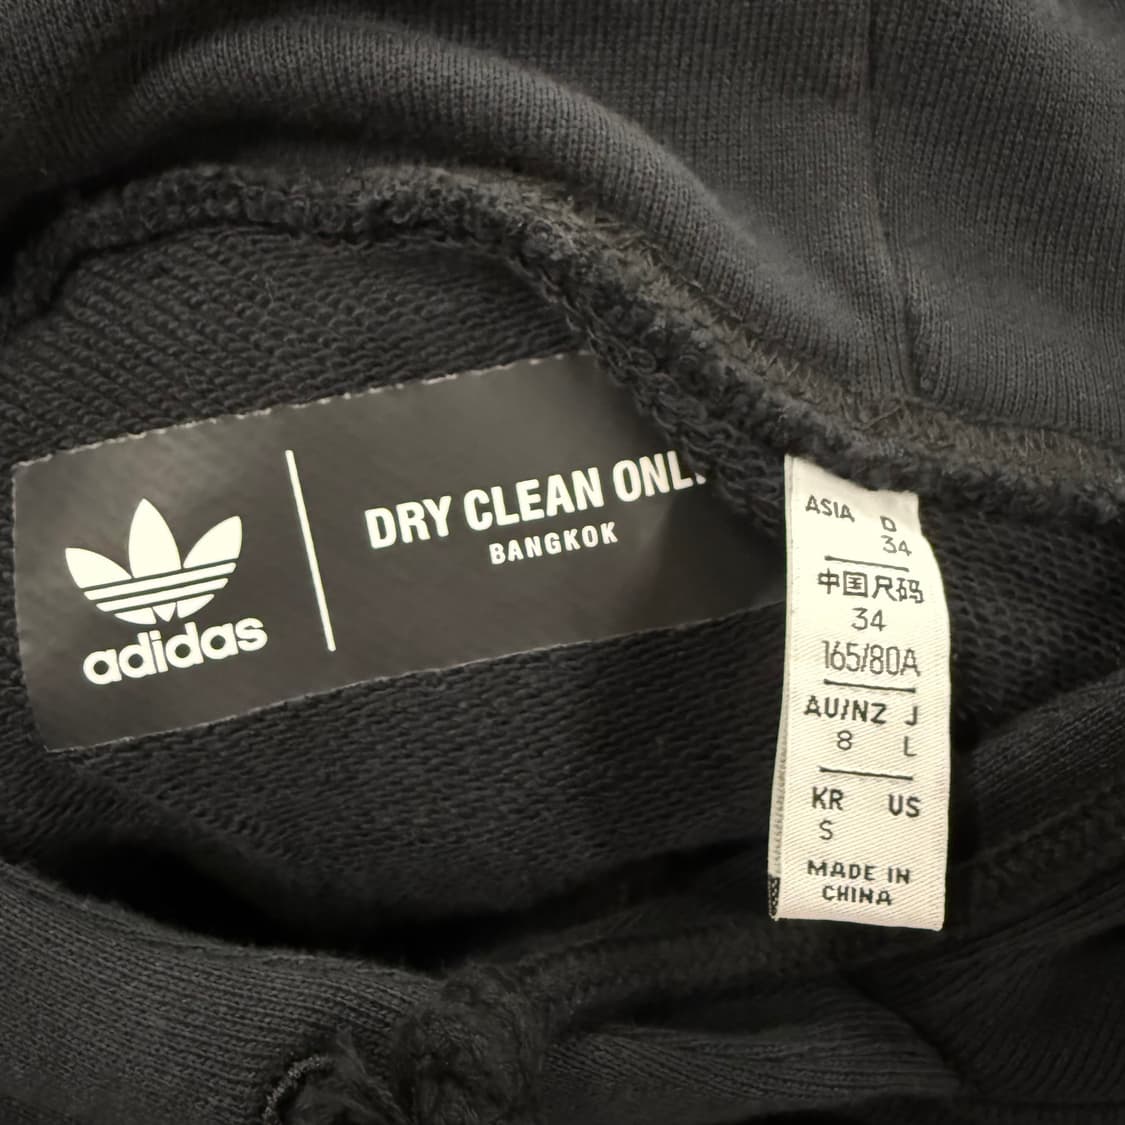 adidas
DRY CLEAN ONL
BANGKOK
ASIA D
34
中国尺码
34
165/80A
AU/NZ J
8 L
KR US
S
MADE IN
CHINA